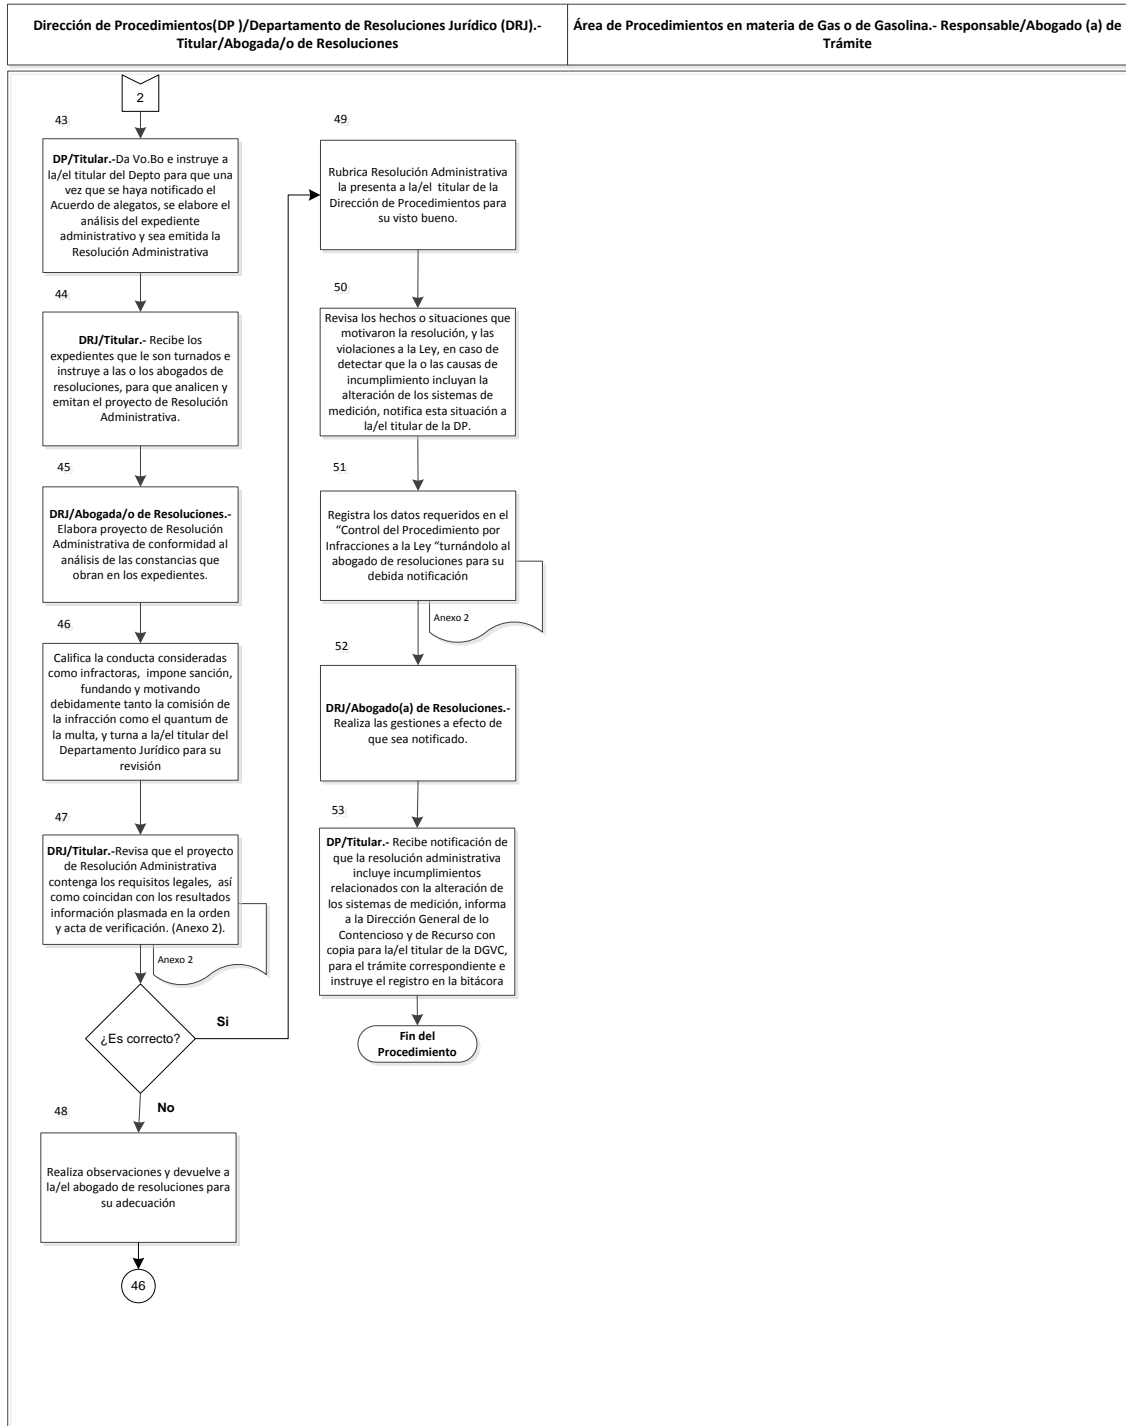 Dirección de Procedimientos(DP )/Departamento de Resoluciones Jurídico (DRJ).-
Titular/Abogada/o de Resoluciones
Área de Procedimientos en materia de Gas o de Gasolina.- Responsable/Abogado (a) de
Trámite
2
43
DP/Titular.-Da Vo.Bo e instruye a
la/el titular del Depto para que una
vez que se haya notificado el
Acuerdo de alegatos, se elabore el
análisis del expediente
administrativo y sea emitida la
Resolución Administrativa
44
DRJ/Titular.- Recibe los
expedientes que le son turnados e
instruye a las o los abogados de
resoluciones, para que analicen y
emitan el proyecto de Resolución
Administrativa.
45
DRJ/Abogada/o de Resoluciones.-
Elabora proyecto de Resolución
Administrativa de conformidad al
análisis de las constancias que
obran en los expedientes.
46
Califica la conducta consideradas
como infractoras, impone sanción,
fundando y motivando
debidamente tanto la comisión de
la infracción como el quantum de
la multa, y turna a la/el titular del
Departamento Jurídico para su
revisión
47
DRJ/Titular.-Revisa que el proyecto
de Resolución Administrativa
contenga los requisitos legales, así
como coincidan con los resultados
información plasmada en la orden
y acta de verificación. (Anexo 2).
Anexo 2
¿Es correcto?
Si
No
48
Realiza observaciones y devuelve a
la/el abogado de resoluciones para
su adecuación
46
49
Rubrica Resolución Administrativa
la presenta a la/el titular de la
Dirección de Procedimientos para
su visto bueno.
50
Revisa los hechos o situaciones que
motivaron la resolución, y las
violaciones a la Ley, en caso de
detectar que la o las causas de
incumplimiento incluyan la
alteración de los sistemas de
medición, notifica esta situación a
la/el titular de la DP.
51
Registra los datos requeridos en el
“Control del Procedimiento por
Infracciones a la Ley “turnándolo al
abogado de resoluciones para su
debida notificación
Anexo 2
52
DRJ/Abogado(a) de Resoluciones.-
Realiza las gestiones a efecto de
que sea notificado.
53
DP/Titular.- Recibe notificación de
que la resolución administrativa
incluye incumplimientos
relacionados con la alteración de
los sistemas de medición, informa
a la Dirección General de lo
Contencioso y de Recurso con
copia para la/el titular de la DGVC,
para el trámite correspondiente e
instruye el registro en la bitácora
Fin del
Procedimiento